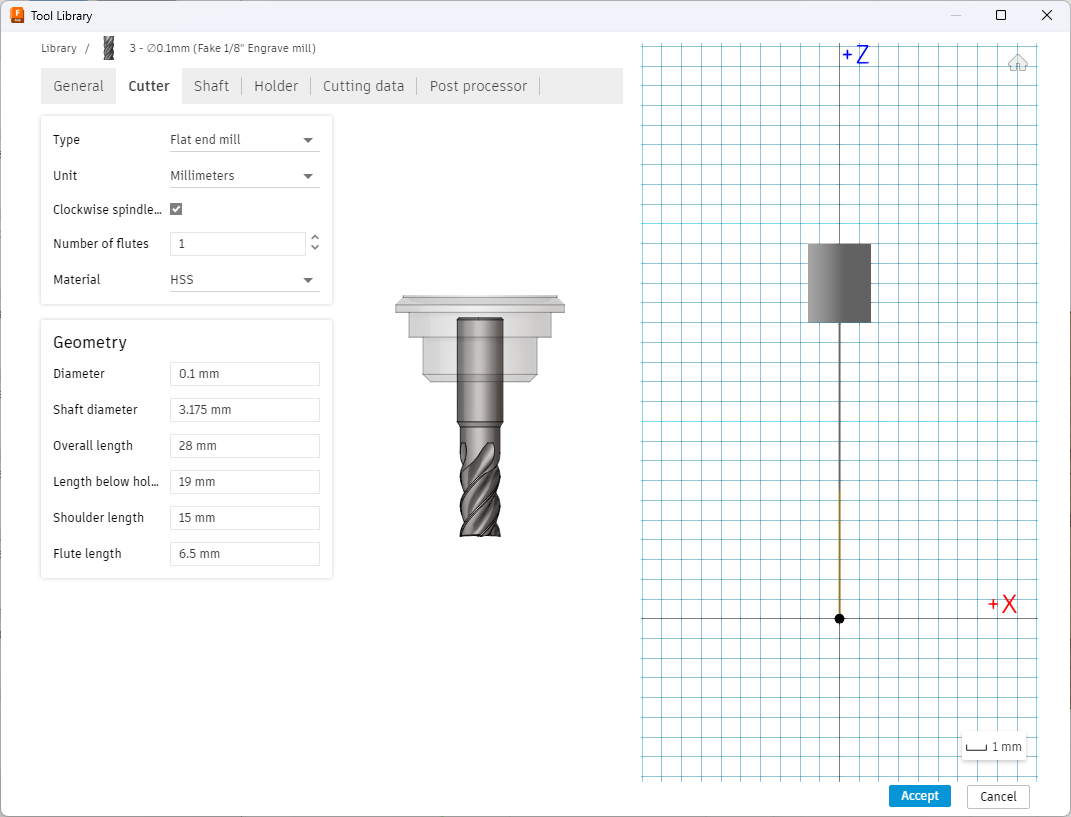 Tool Library
Library / 3 - ∅0.1mm (Fake 1/8" Engrave mill)
General Cutter Shaft Holder Cutting data Post processor
Type Flat end mill
Unit Millimeters
Clockwise spindle...
Number of flutes 1
Material HSS
Geometry
Diameter 0.1 mm
Shaft diameter 3.175 mm
Overall length 28 mm
Length below hol... 19 mm
Shoulder length 15 mm
Flute length 6.5 mm
+Z
+X
1 mm
Accept Cancel